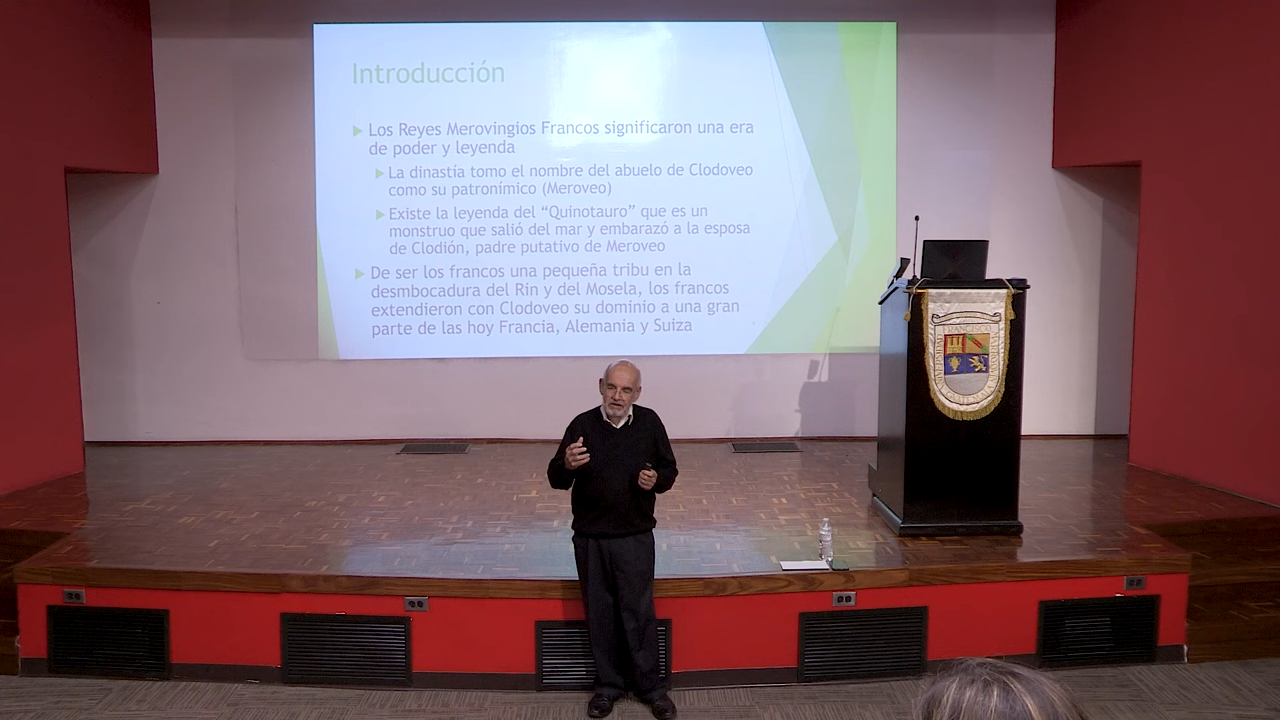 Introducción
Los Reyes Merovingios Francos significaron una era
de poder y leyenda
La dinastía tomo el nombre del abuelo de Clodoveo
como su patronímico (Meroveo)
Existe la leyenda del “Quinotauro” que es un
monstruo que salió del mar y embarazó a la esposa
de Clodión, padre putativo de Meroveo
De ser los francos una pequeña tribu en la
desmbocadura del Rin y del Mosela, los francos
extendieron con Clodoveo su dominio a una gran
parte de las hoy Francia, Alemania y Suiza
FRANCISCO